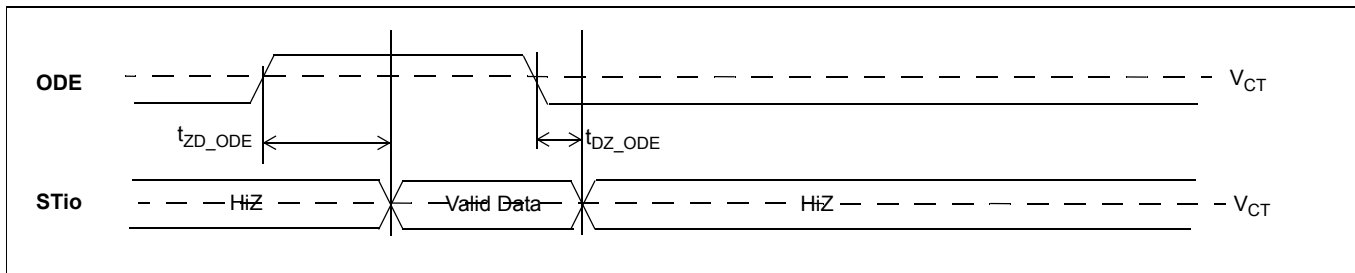 ODE
V_CT
t_ZD_ODE
t_DZ_ODE
STio
HiZ
Valid Data
HiZ
V_CT